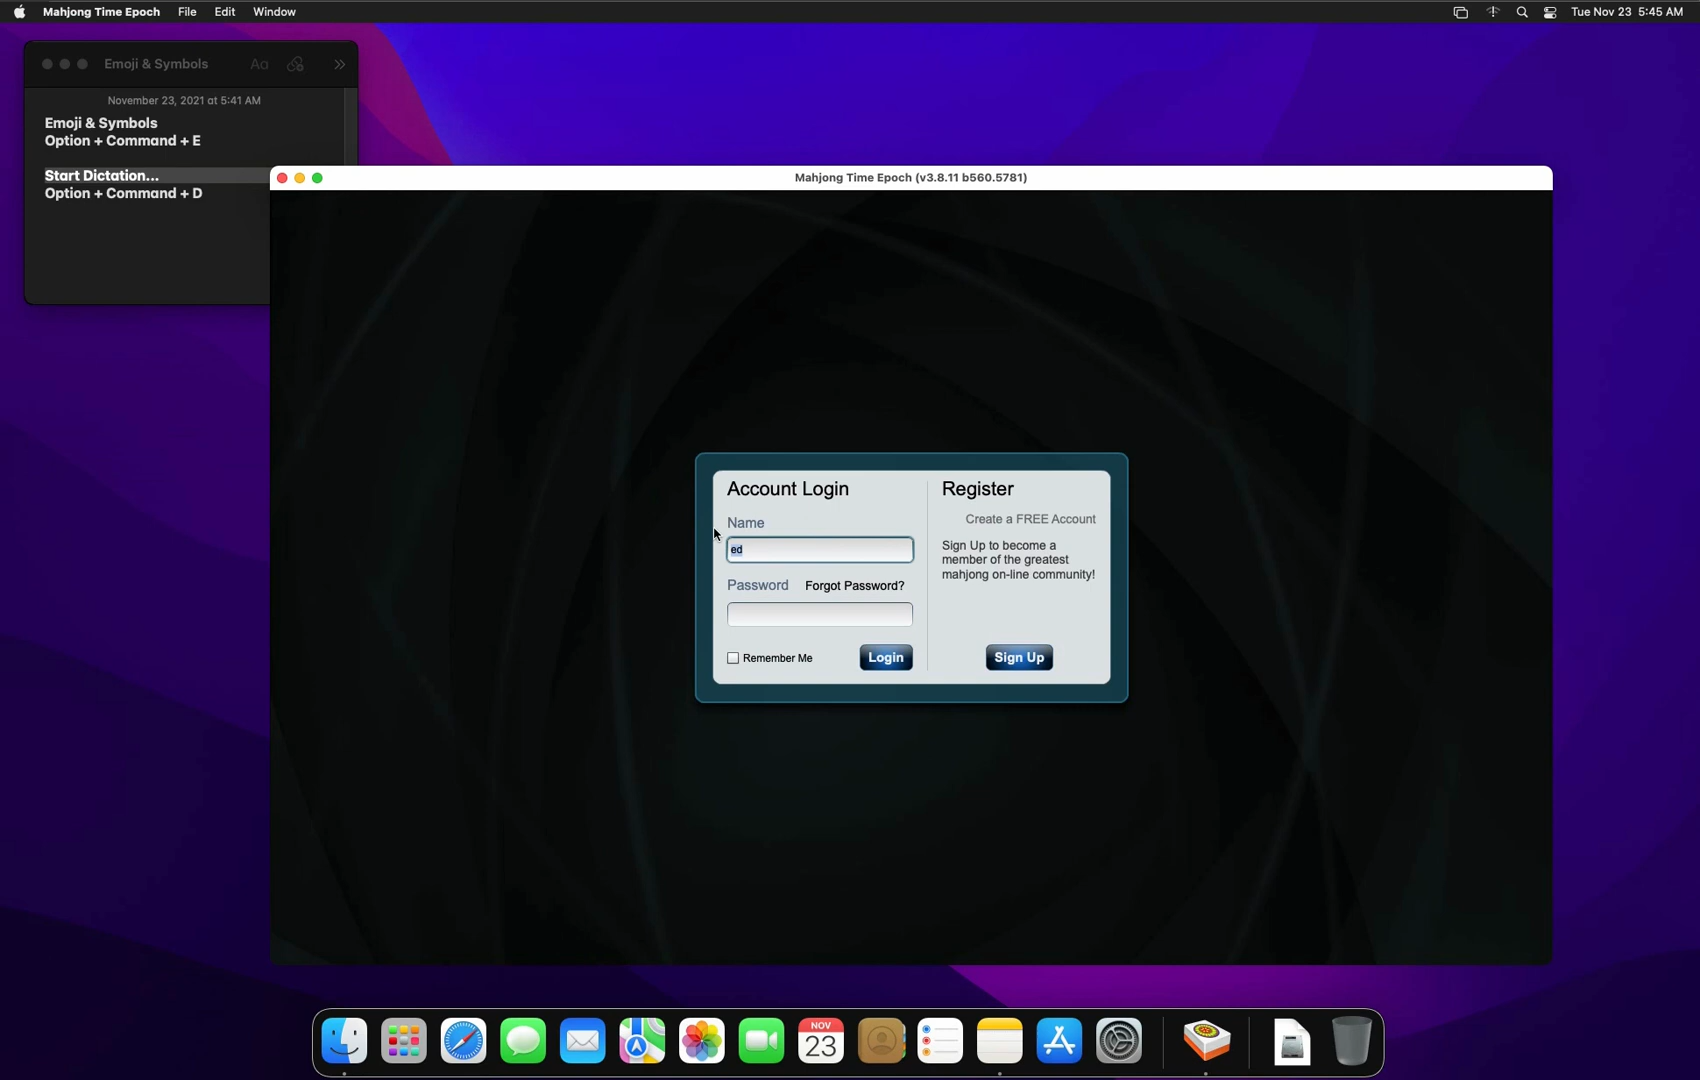 Mahjong Time Epoch File Edit Window Tue Nov 23 5:45 AM
Emoji & Symbols Aa
November 23, 2021 at 5:41 AM
Emoji & Symbols
Option + Command + E
Start Dictation...
Option + Command + D
Mahjong Time Epoch (v3.8.11 b560.5781)
Account Login
Name
ed
Password Forgot Password?
Remember Me Login
Register
Create a FREE Account
Sign Up to become a
member of the greatest
mahjong on-line community!
Sign Up
NOV
23